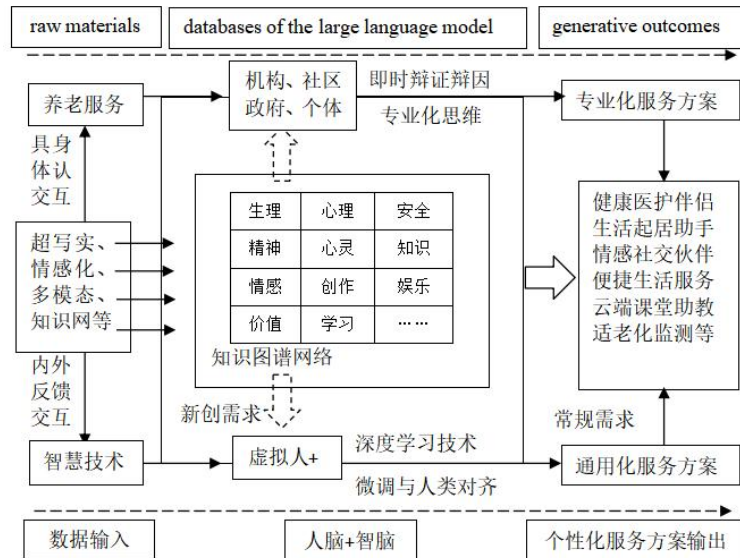 raw materials
databases of the large language model
generative outcomes
养老服务
机构、社区
政府、个体
即时辩证辩因
专业化思维
专业化服务方案
具身
体认
交互
超写实、
情感化、
多模态、
知识网等
生理 心理 安全
精神 心灵 知识
情感 创作 娱乐
价值 学习 ……
知识图谱网络
健康医护伴侣
生活起居助手
情感社交伙伴
便捷生活服务
云端课堂助教
适老化监测等
内外
反馈
交互
新创需求
常规需求
智慧技术
虚拟人+
深度学习技术
微调与人类对齐
通用化服务方案
数据输入
人脑+智脑
个性化服务方案输出